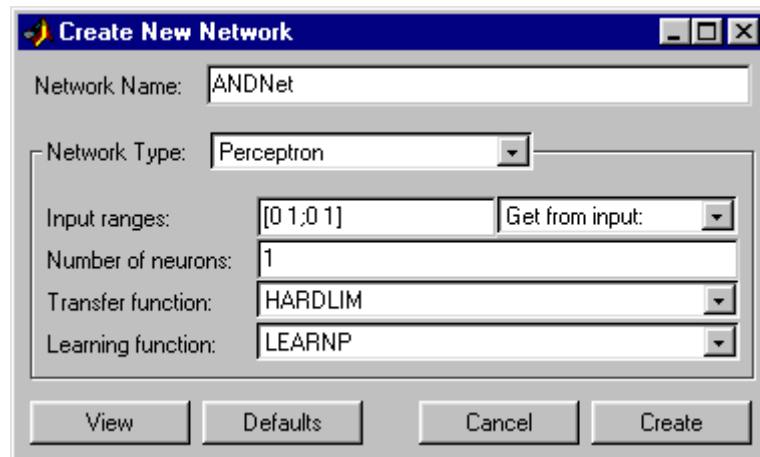 Create New Network
Network Name: ANDNet
Network Type: Perceptron
Input ranges: [0 1;0 1] Get from input:
Number of neurons: 1
Transfer function: HARDLIM
Learning function: LEARNP
View Defaults Cancel Create